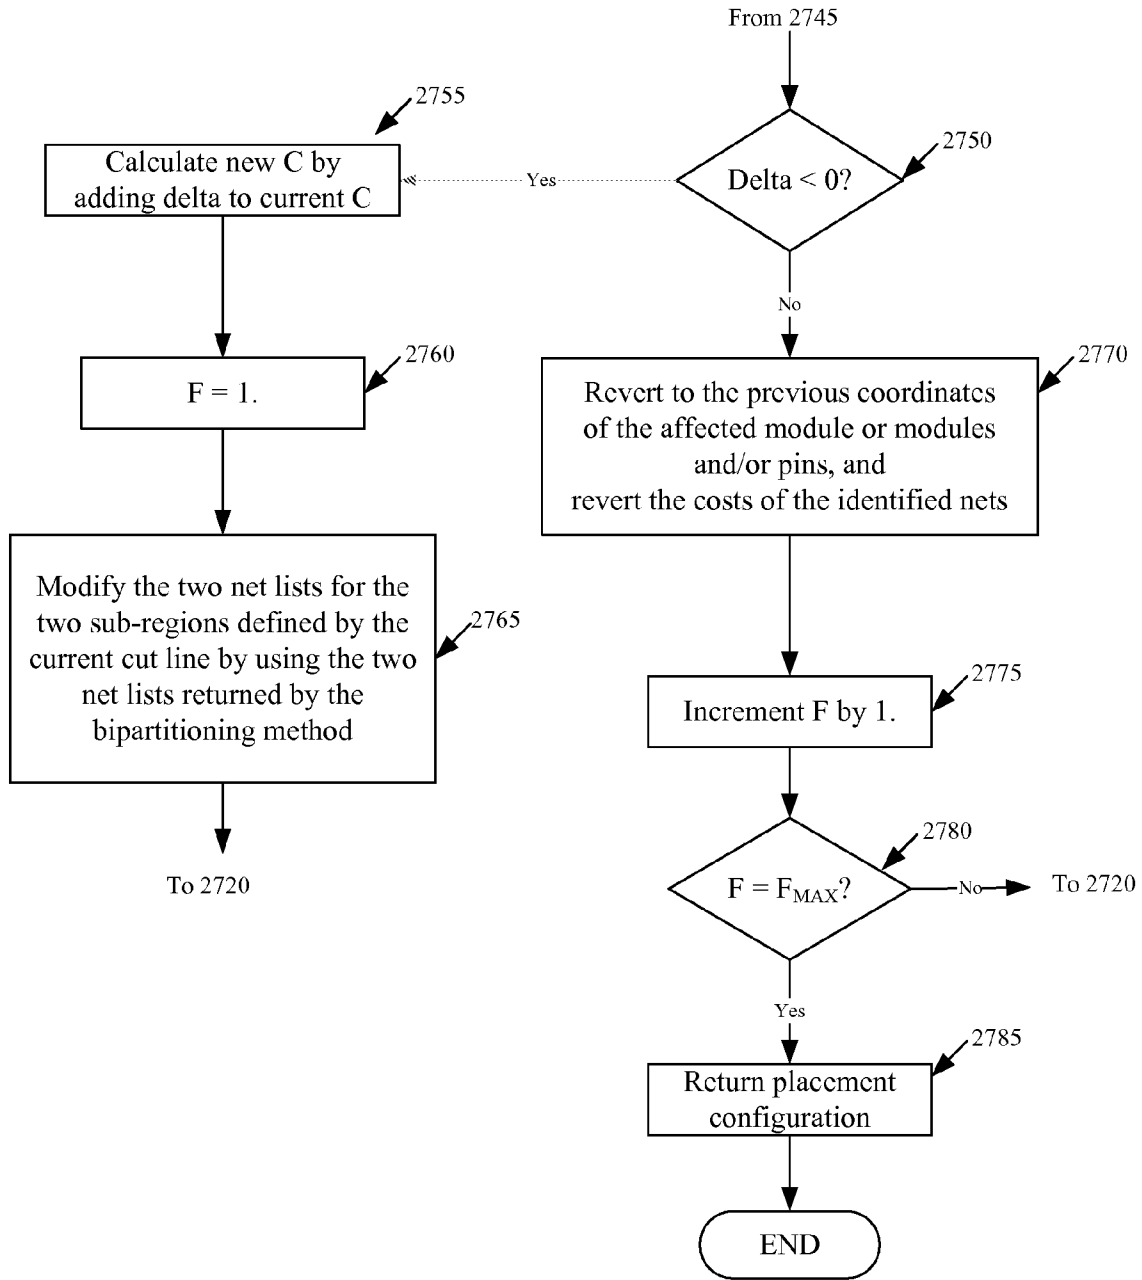 From 2745
2755
2750
Calculate new C by
adding delta to current C
Yes
Delta < 0?
No
2760
2770
F = 1.
Revert to the previous coordinates
of the affected module or modules
and/or pins, and
revert the costs of the identified nets
Modify the two net lists for the
two sub-regions defined by the
current cut line by using the two
net lists returned by the
bipartitioning method
2765
2775
Increment F by 1.
2780
To 2720
F = FMAX?
No
To 2720
Yes
2785
Return placement
configuration
END